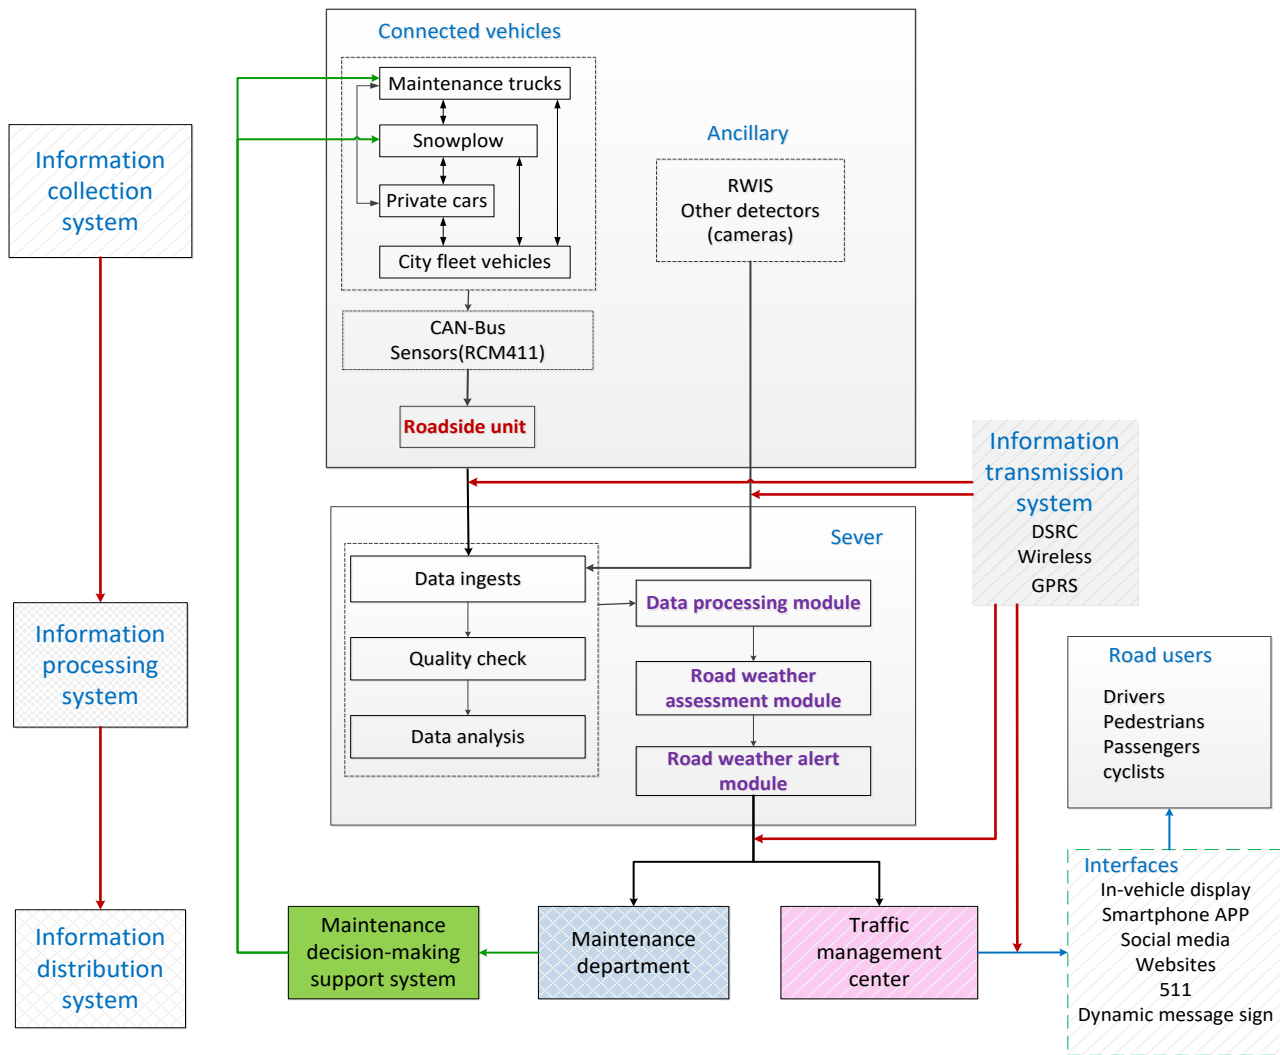 Connected vehicles
Maintenance trucks
Snowplow
Private cars
City fleet vehicles
CAN-Bus
Sensors(RCM411)
Roadside unit
Ancillary
RWIS
Other detectors
(cameras)
Information
collection
system
Information
transmission
system
DSRC
Wireless
GPRS
Sever
Data ingests
Quality check
Data analysis
Data processing module
Road weather
assessment module
Road weather alert
module
Information
processing
system
Road users
Drivers
Pedestrians
Passengers
cyclists
Information
distribution
system
Maintenance
decision-making
support system
Maintenance
department
Traffic
management
center
Interfaces
In-vehicle display
Smartphone APP
Social media
Websites
511
Dynamic message sign